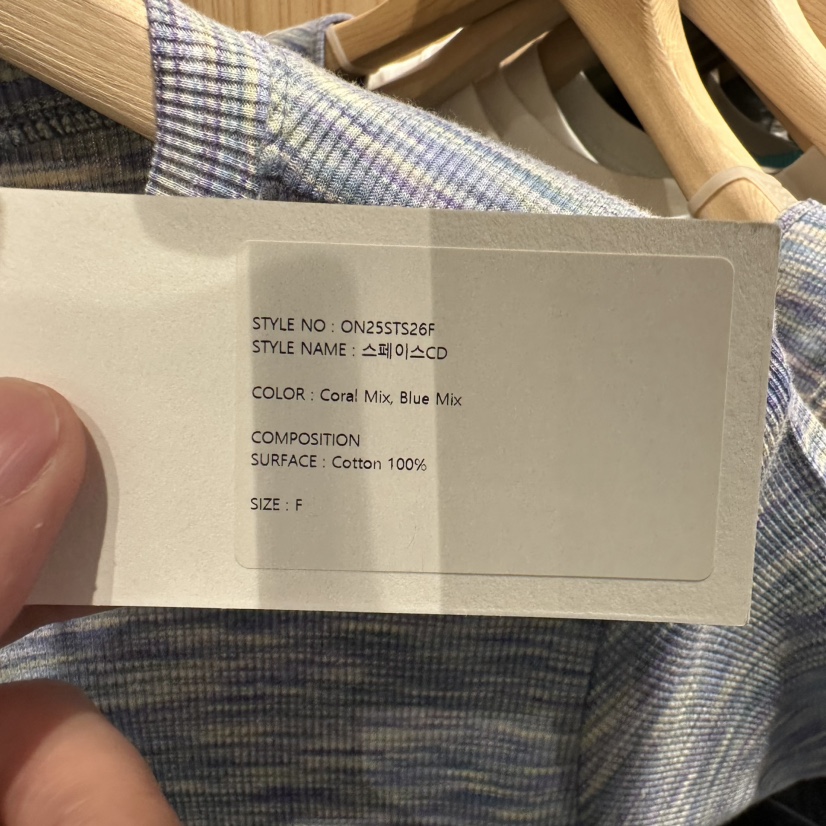 STYLE NO : ON25STS26F
STYLE NAME : 스페이스CD
COLOR : Coral Mix, Blue Mix
COMPOSITION
SURFACE : Cotton 100%
SIZE : F